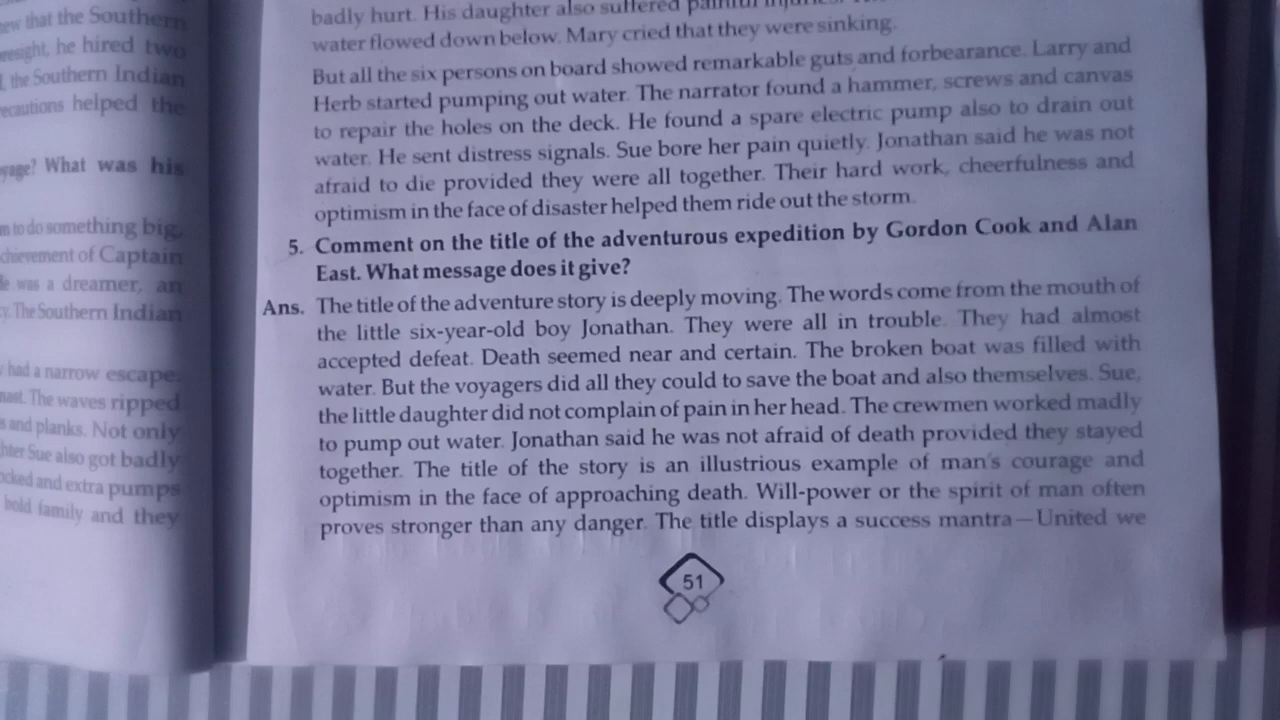 new that the Southern
he hired two
the Southern Indian
helped the
What was his
to do something big,
of Captain
was a dreamer, an
The Southern Indian
had a narrow escape.
The waves ripped
and planks. Not only
Sue also got badly
and extra pumps
bold family and they
badly hurt. His daughter also suffered painful
water flowed down below. Mary cried that they were sinking.
But all the six persons on board showed remarkable guts and forbearance. Larry and
Herb started pumping out water. The narrator found a hammer, screws and canvas
to repair the holes on the deck. He found a spare electric pump also to drain out
water. He sent distress signals. Sue bore her pain quietly. Jonathan said he was not
afraid to die provided they were all together. Their hard work, cheerfulness and
optimism in the face of disaster helped them ride out the storm.
5. Comment on the title of the adventurous expedition by Gordon Cook and Alan
East. What message does it give?
Ans. The title of the adventure story is deeply moving. The words come from the mouth of
the little six-year-old boy Jonathan. They were all in trouble. They had almost
accepted defeat. Death seemed near and certain. The broken boat was filled with
water. But the voyagers did all they could to save the boat and also themselves. Sue,
the little daughter did not complain of pain in her head. The crewmen worked madly
to pump out water. Jonathan said he was not afraid of death provided they stayed
together. The title of the story is an illustrious example of man's courage and
optimism in the face of approaching death. Will-power or the spirit of man often
proves stronger than any danger. The title displays a success mantra—United we
51